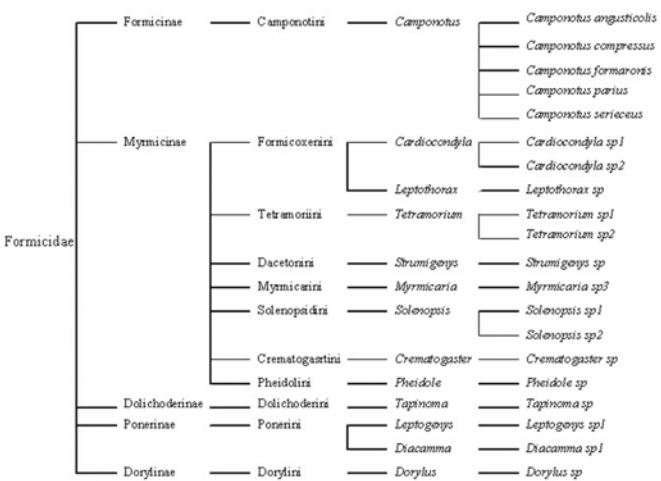 Formicinae Camponotini Camponotus Camponotus angusticolis
Camponotus compressus
Camponotus formaronis
Camponotus parius
Camponotus serieceus
Myrmicinae Formicoxenini Cardiocondyla Cardiocondyla sp1
Cardiocondyla sp2
Leptothorax Leptothorax sp
Tetramoriini Tetramorium Tetramorium sp1
Tetramorium sp2
Formicidae
Dacetonini Strumigenys Strumigenys sp
Myrmicarini Myrmicaria Myrmicaria sp3
Solenopsidini Solenopsis Solenopsis sp1
Solenopsis sp2
Crematogasrtini Crematogaster Crematogaster sp
Pheidolini Pheidole Pheidole sp
Dolichoderinae Dolichoderini Tapinoma Tapinoma sp
Ponerinae Ponerini Leptogenys Leptogenys sp1
Diacamma Diacamma sp1
Dorylinae Dorylini Dorylus Dorylus sp